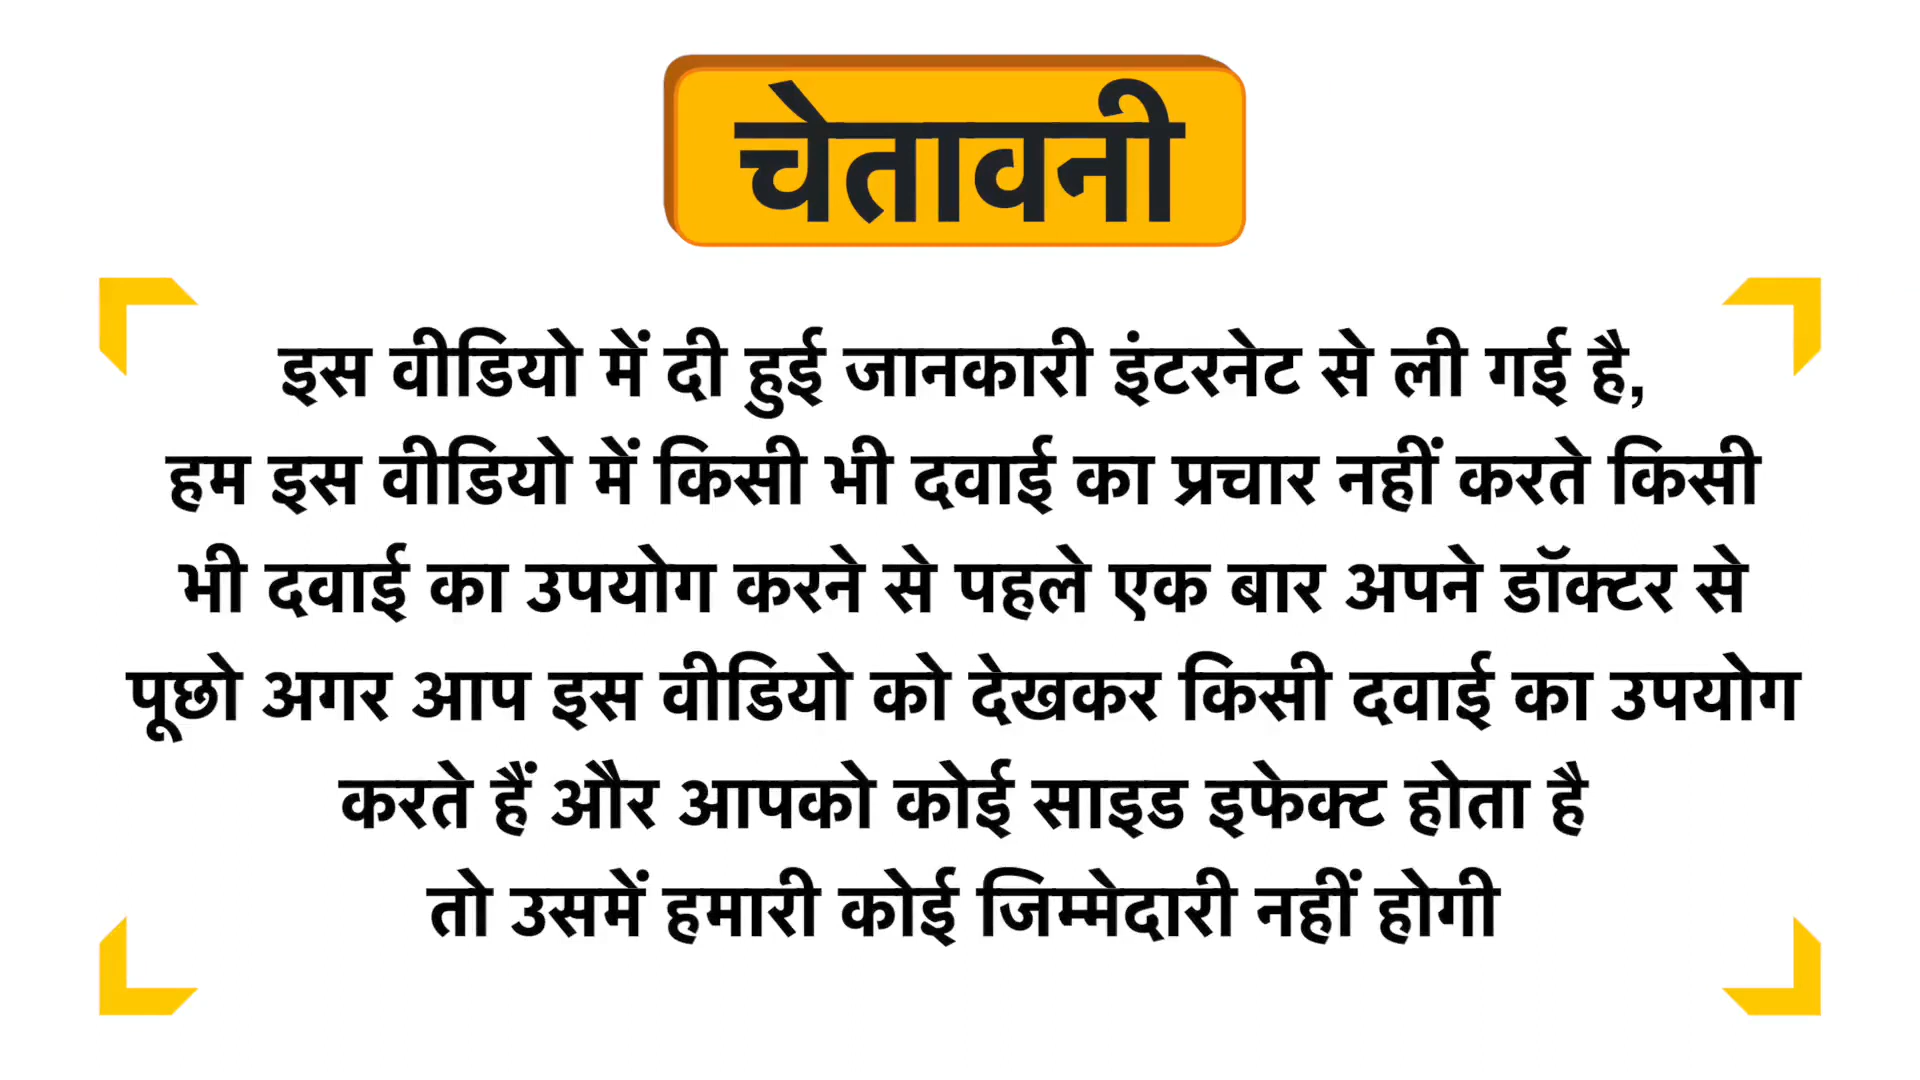 चेतावनी
इस वीडियो में दी हुई जानकारी इंटरनेट से ली गई है,
हम इस वीडियो में किसी भी दवाई का प्रचार नहीं करते किसी
भी दवाई का उपयोग करने से पहले एक बार अपने डॉक्टर से
पूछो अगर आप इस वीडियो को देखकर किसी दवाई का उपयोग
करते हैं और आपको कोई साइड इफेक्ट होता है
तो उसमें हमारी कोई जिम्मेदारी नहीं होगी